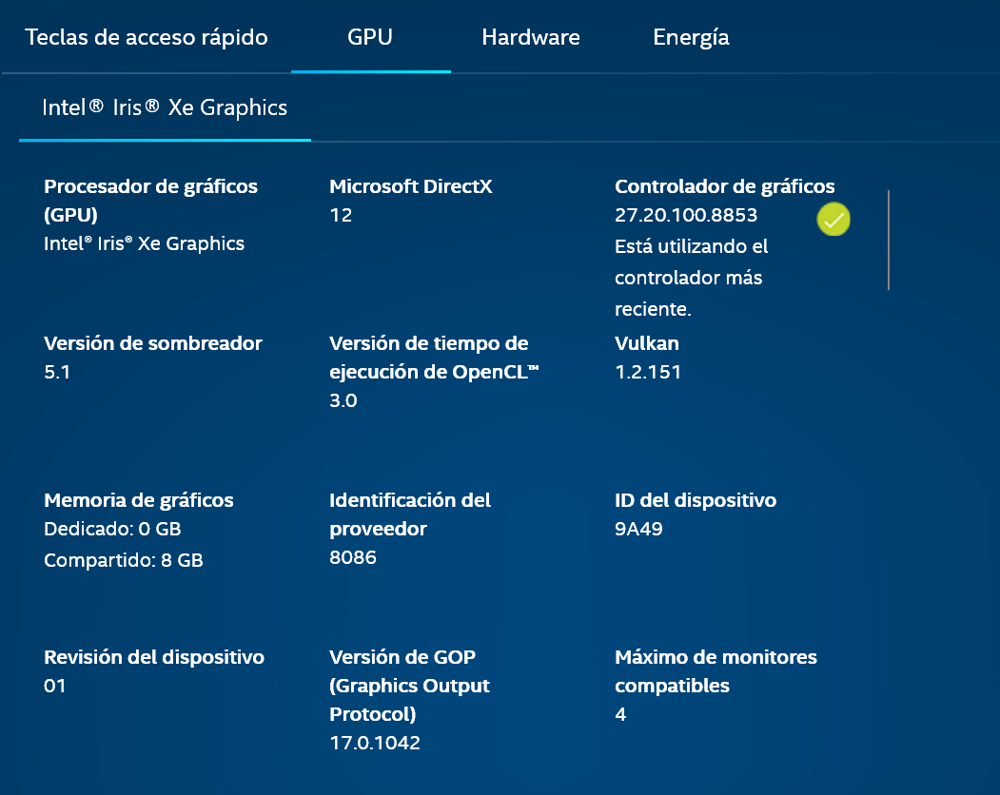 Teclas de acceso rápido
GPU
Hardware
Energía
Intel® Iris® Xe Graphics
Procesador de gráficos
(GPU)
Intel® Iris® Xe Graphics
Microsoft DirectX
12
Controlador de gráficos
27.20.100.8853
Está utilizando el
controlador más
reciente.
Versión de sombreador
5.1
Versión de tiempo de
ejecución de OpenCL™
3.0
Vulkan
1.2.151
Memoria de gráficos
Dedicado: 0 GB
Compartido: 8 GB
Identificación del
proveedor
8086
ID del dispositivo
9A49
Revisión del dispositivo
01
Versión de GOP
(Graphics Output
Protocol)
17.0.1042
Máximo de monitores
compatibles
4